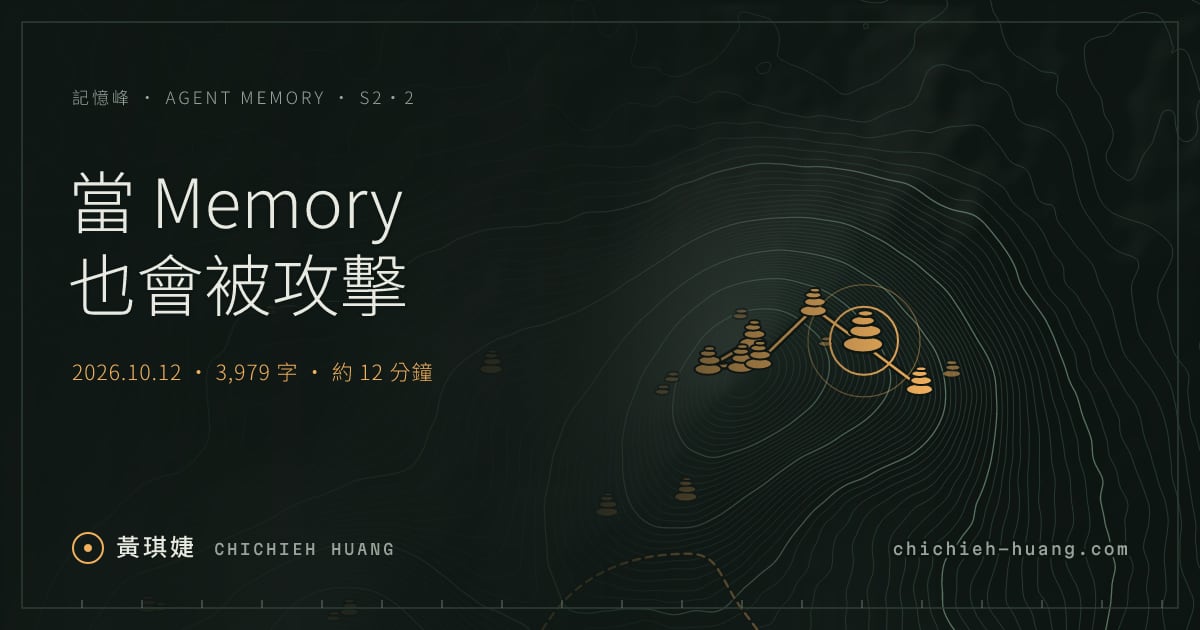 記憶峰 · AGENT MEMORY · S2·2
當 Memory
也會被攻擊
2026.10.12 · 3,979 字 · 約 12 分鐘
黃琪婕 CHICHIEH HUANG
chichieh-huang.com